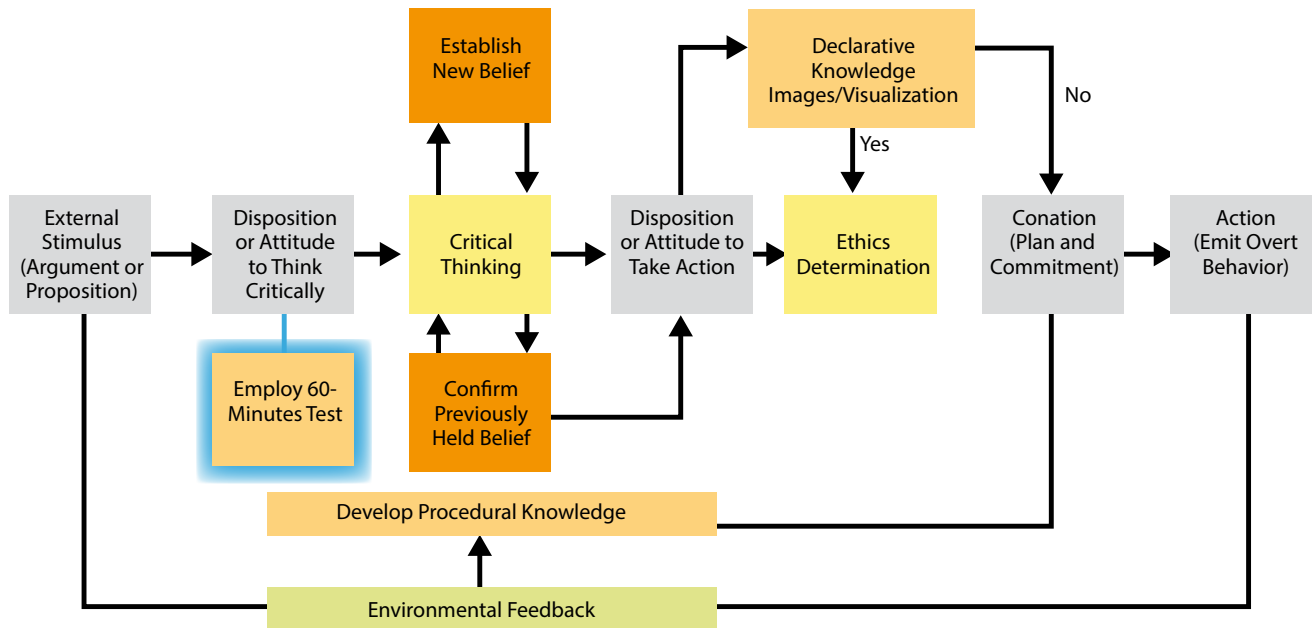 Establish
New Belief
Declarative
Knowledge
Images/Visualization
No
Yes
External
Stimulus
(Argument or
Proposition)
Disposition
or Attitude
to Think
Critically
Critical
Thinking
Disposition
or Attitude to
Take Action
Ethics
Determination
Conation
(Plan and
Commitment)
Action
(Emit Overt
Behavior)
Employ 60-
Minutes Test
Confirm
Previously
Held Belief
Develop Procedural Knowledge
Environmental Feedback